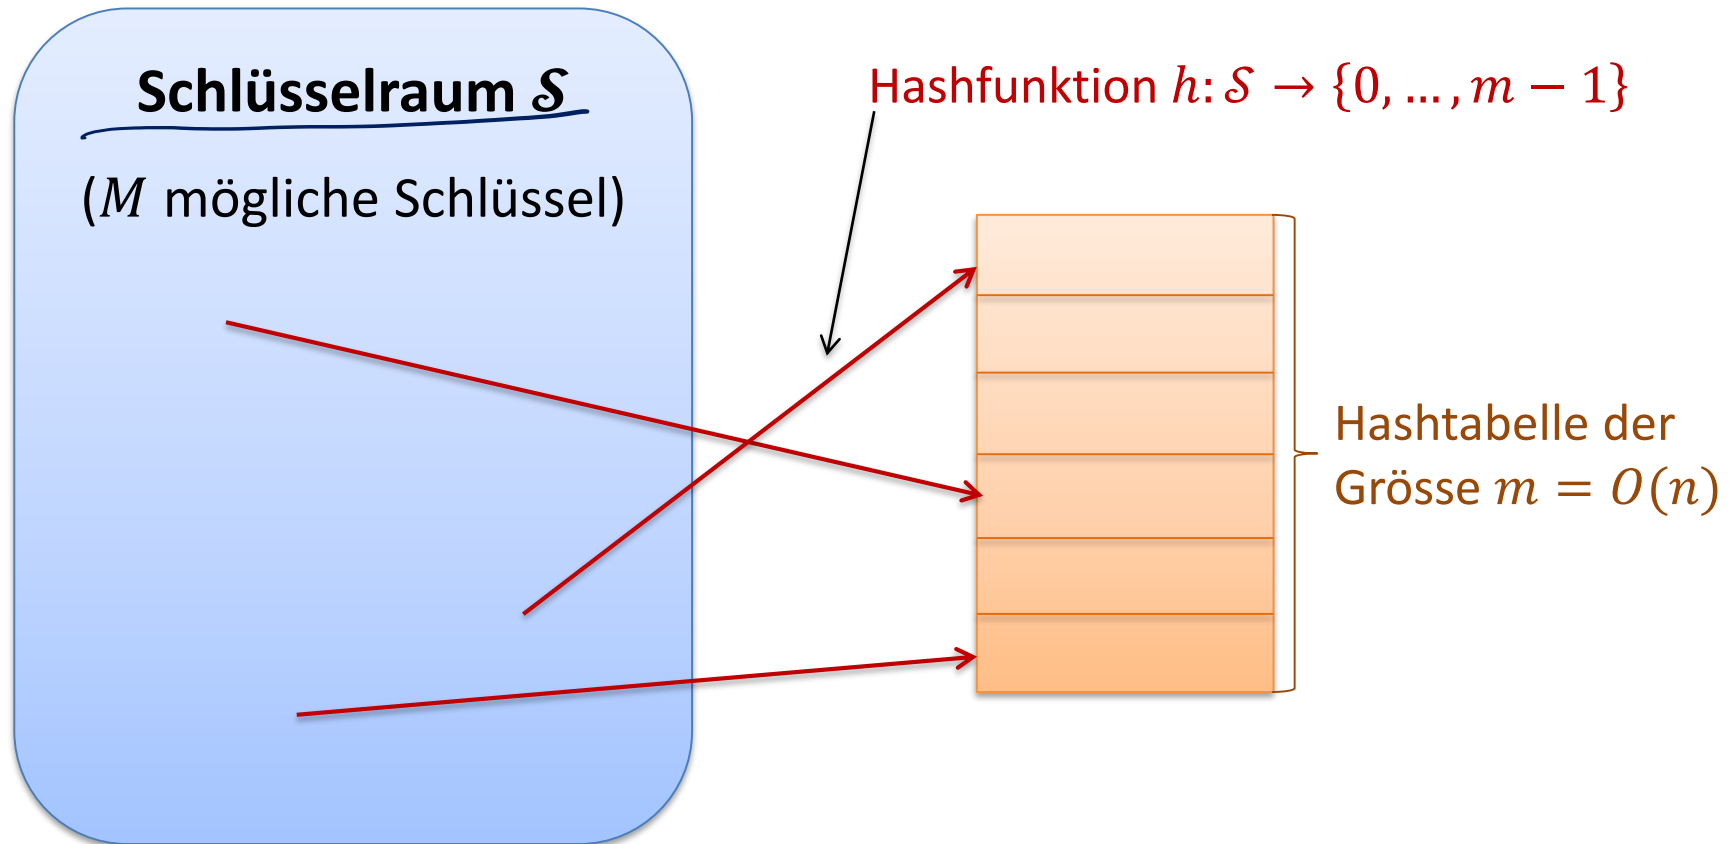 Schlüsselraum 𝒮
(𝑀 mögliche Schlüssel)
Hashfunktion ℎ: 𝒮 → {0, … , 𝑚 − 1}
Hashtabelle der
Grösse 𝑚 = 𝑂(𝑛)